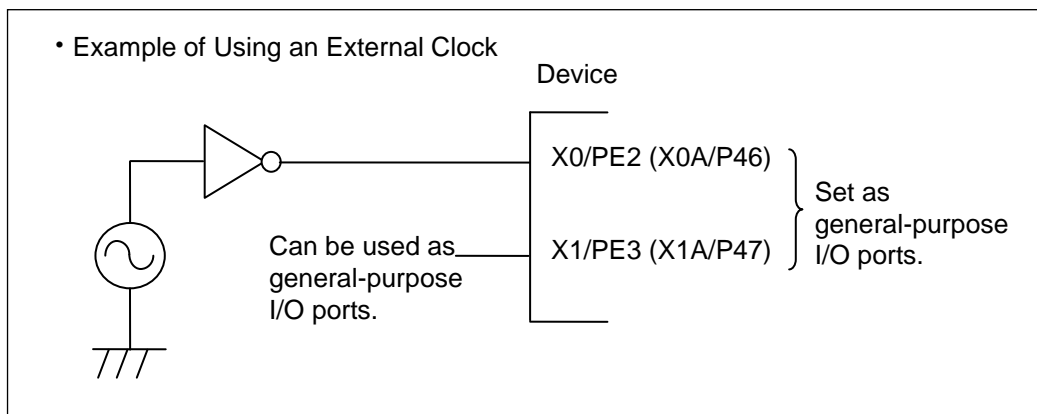 • Example of Using an External Clock
Device
X0/PE2 (X0A/P46)
X1/PE3 (X1A/P47)
Set as
general-purpose
I/O ports.
Can be used as
general-purpose
I/O ports.